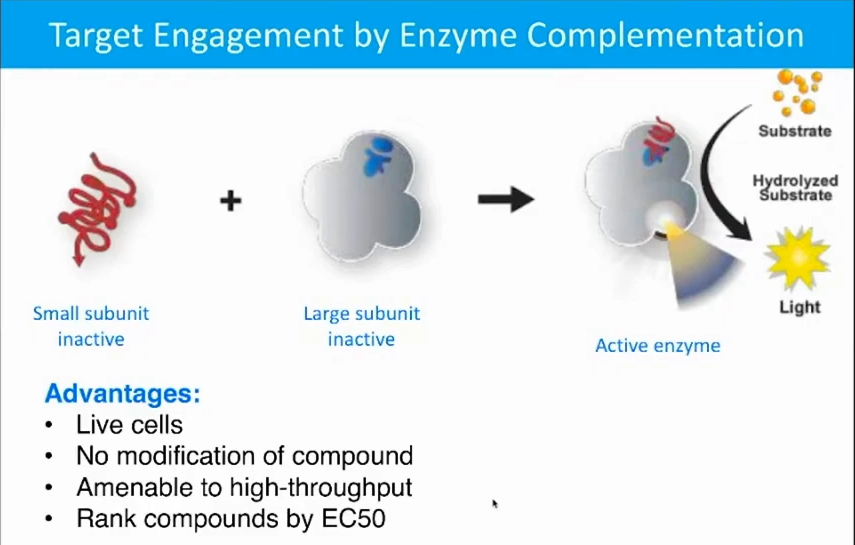 Target Engagement by Enzyme Complementation
Substrate
Hydrolyzed
Substrate
Light
+
Small subunit
inactive
Large subunit
inactive
Active enzyme
Advantages:
• Live cells
• No modification of compound
• Amenable to high-throughput
• Rank compounds by EC50